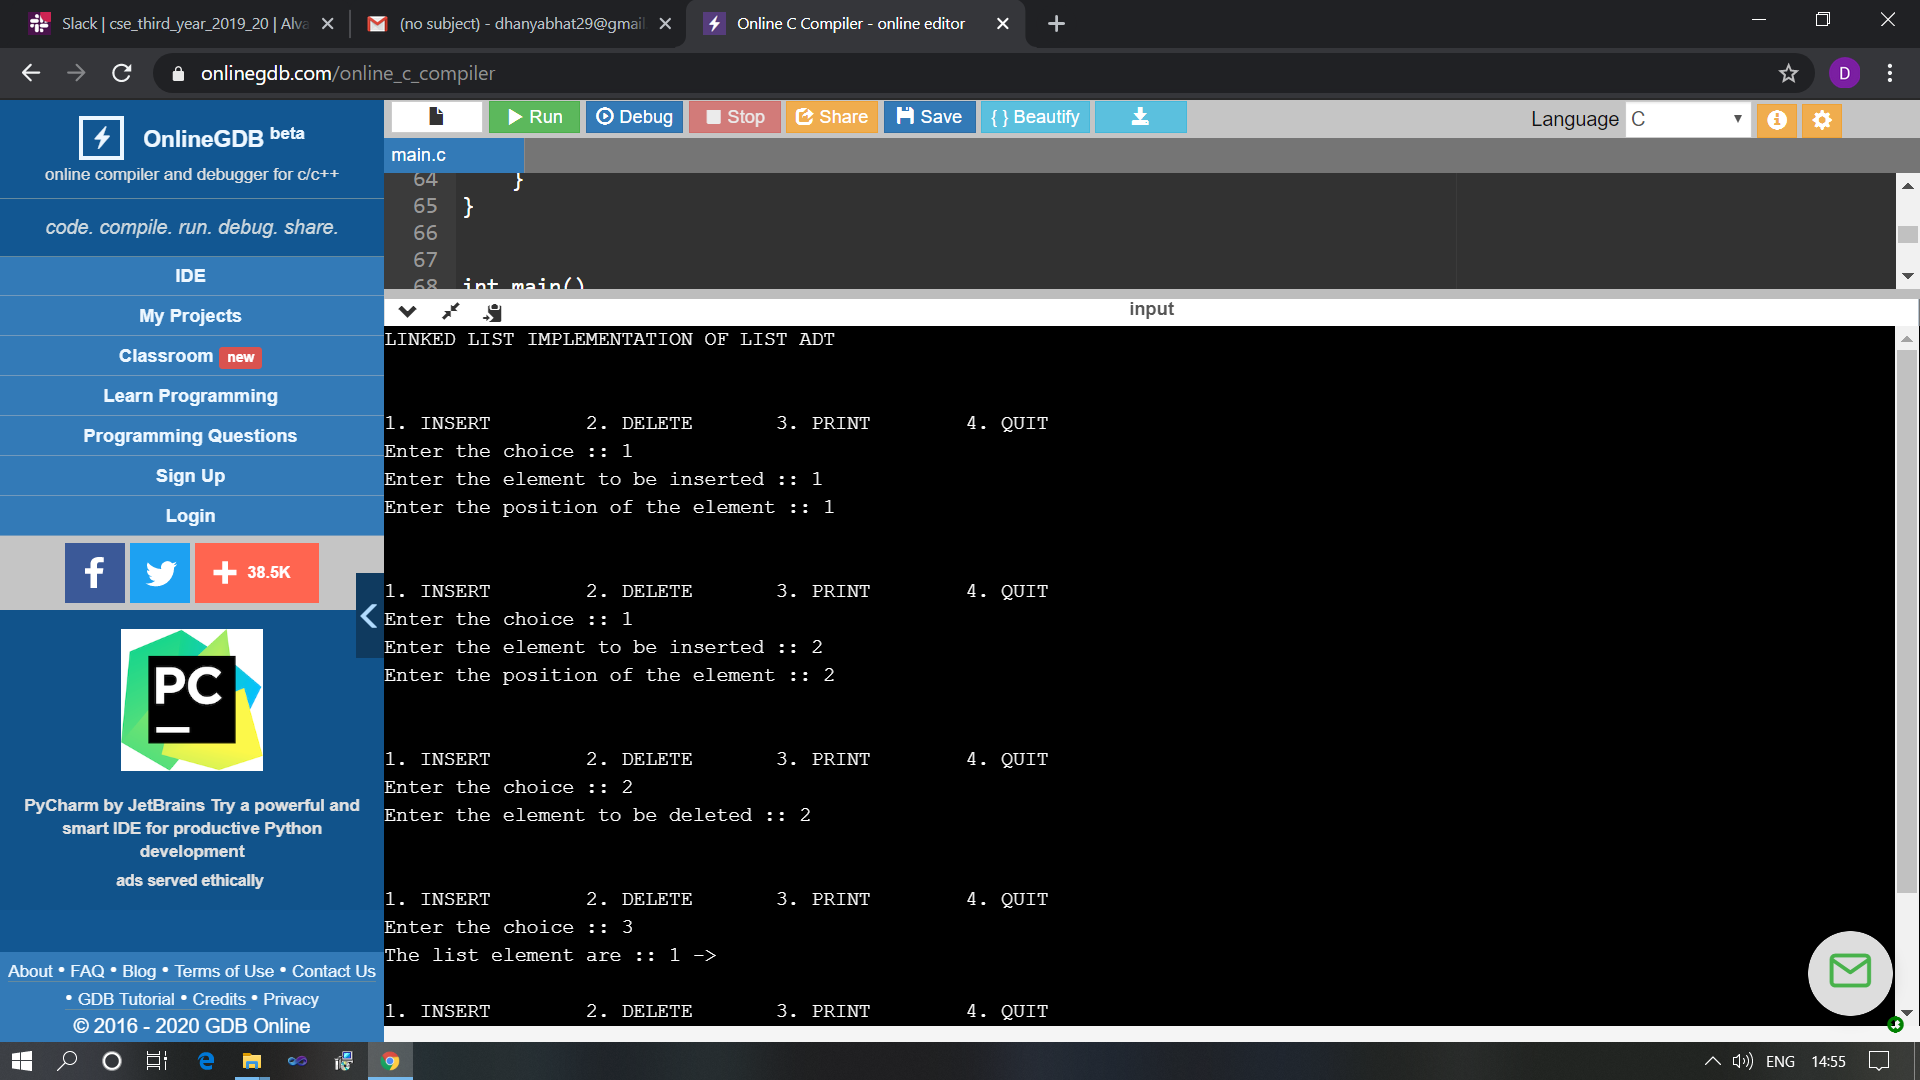 Slack | cse_third_year_2019_20 | Alva
(no subject) - dhanyabhat29@gmail
Online C Compiler - online editor
onlinegdb.com/online_c_compiler
D
OnlineGDB beta
online compiler and debugger for c/c++
code. compile. run. debug. share.
IDE
My Projects
Classroom new
Learn Programming
Programming Questions
Sign Up
Login
38.5K
PC
PyCharm by JetBrains Try a powerful and
smart IDE for productive Python
development
ads served ethically
About • FAQ • Blog • Terms of Use • Contact Us
• GDB Tutorial • Credits • Privacy
© 2016 - 2020 GDB Online
Run Debug Stop Share Save { } Beautify
Language C
main.c
64 }
65 }
66
67
68 int main()
input
LINKED LIST IMPLEMENTATION OF LIST ADT
1. INSERT 2. DELETE 3. PRINT 4. QUIT
Enter the choice :: 1
Enter the element to be inserted :: 1
Enter the position of the element :: 1
1. INSERT 2. DELETE 3. PRINT 4. QUIT
Enter the choice :: 1
Enter the element to be inserted :: 2
Enter the position of the element :: 2
1. INSERT 2. DELETE 3. PRINT 4. QUIT
Enter the choice :: 2
Enter the element to be deleted :: 2
1. INSERT 2. DELETE 3. PRINT 4. QUIT
Enter the choice :: 3
The list element are :: 1 ->
1. INSERT 2. DELETE 3. PRINT 4. QUIT
ENG 14:55